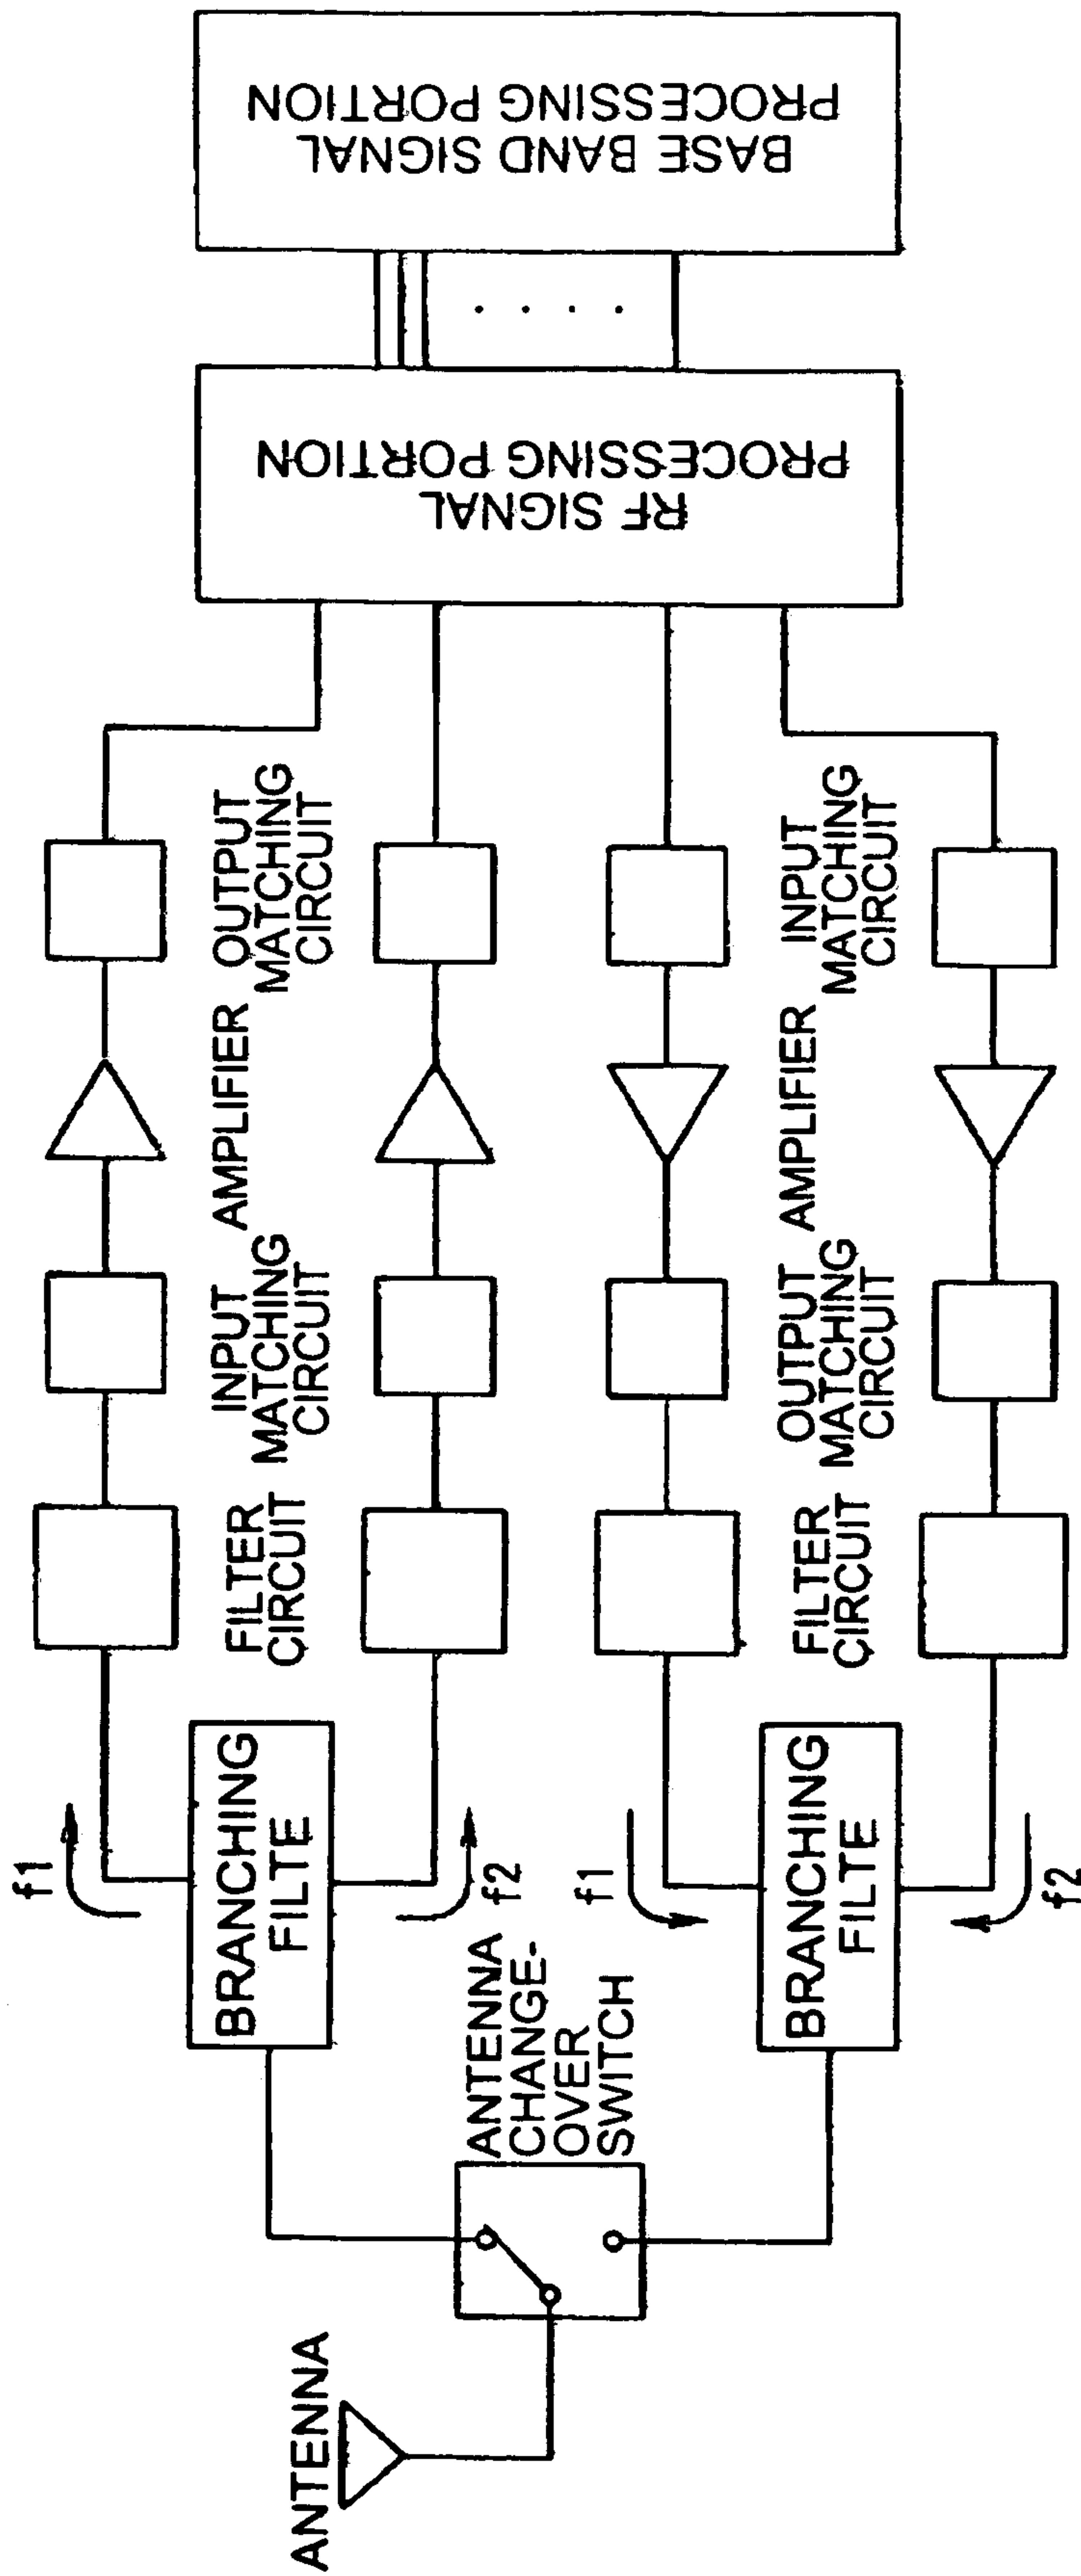 ANTENNA
ANTENNA
CHANGE-
OVER
SWITCH
f1
BRANCHING
FILTE
f2
f1
BRANCHING
FILTE
f2
FILTER
CIRCUIT
INPUT
MATCHING
CIRCUIT
AMPLIFIER
OUTPUT
MATCHING
CIRCUIT
FILTER
CIRCUIT
OUTPUT
MATCHING
CIRCUIT
AMPLIFIER
INPUT
MATCHING
CIRCUIT
RF SIGNAL
PROCESSING PORTION
BASE BAND SIGNAL
PROCESSING PORTION